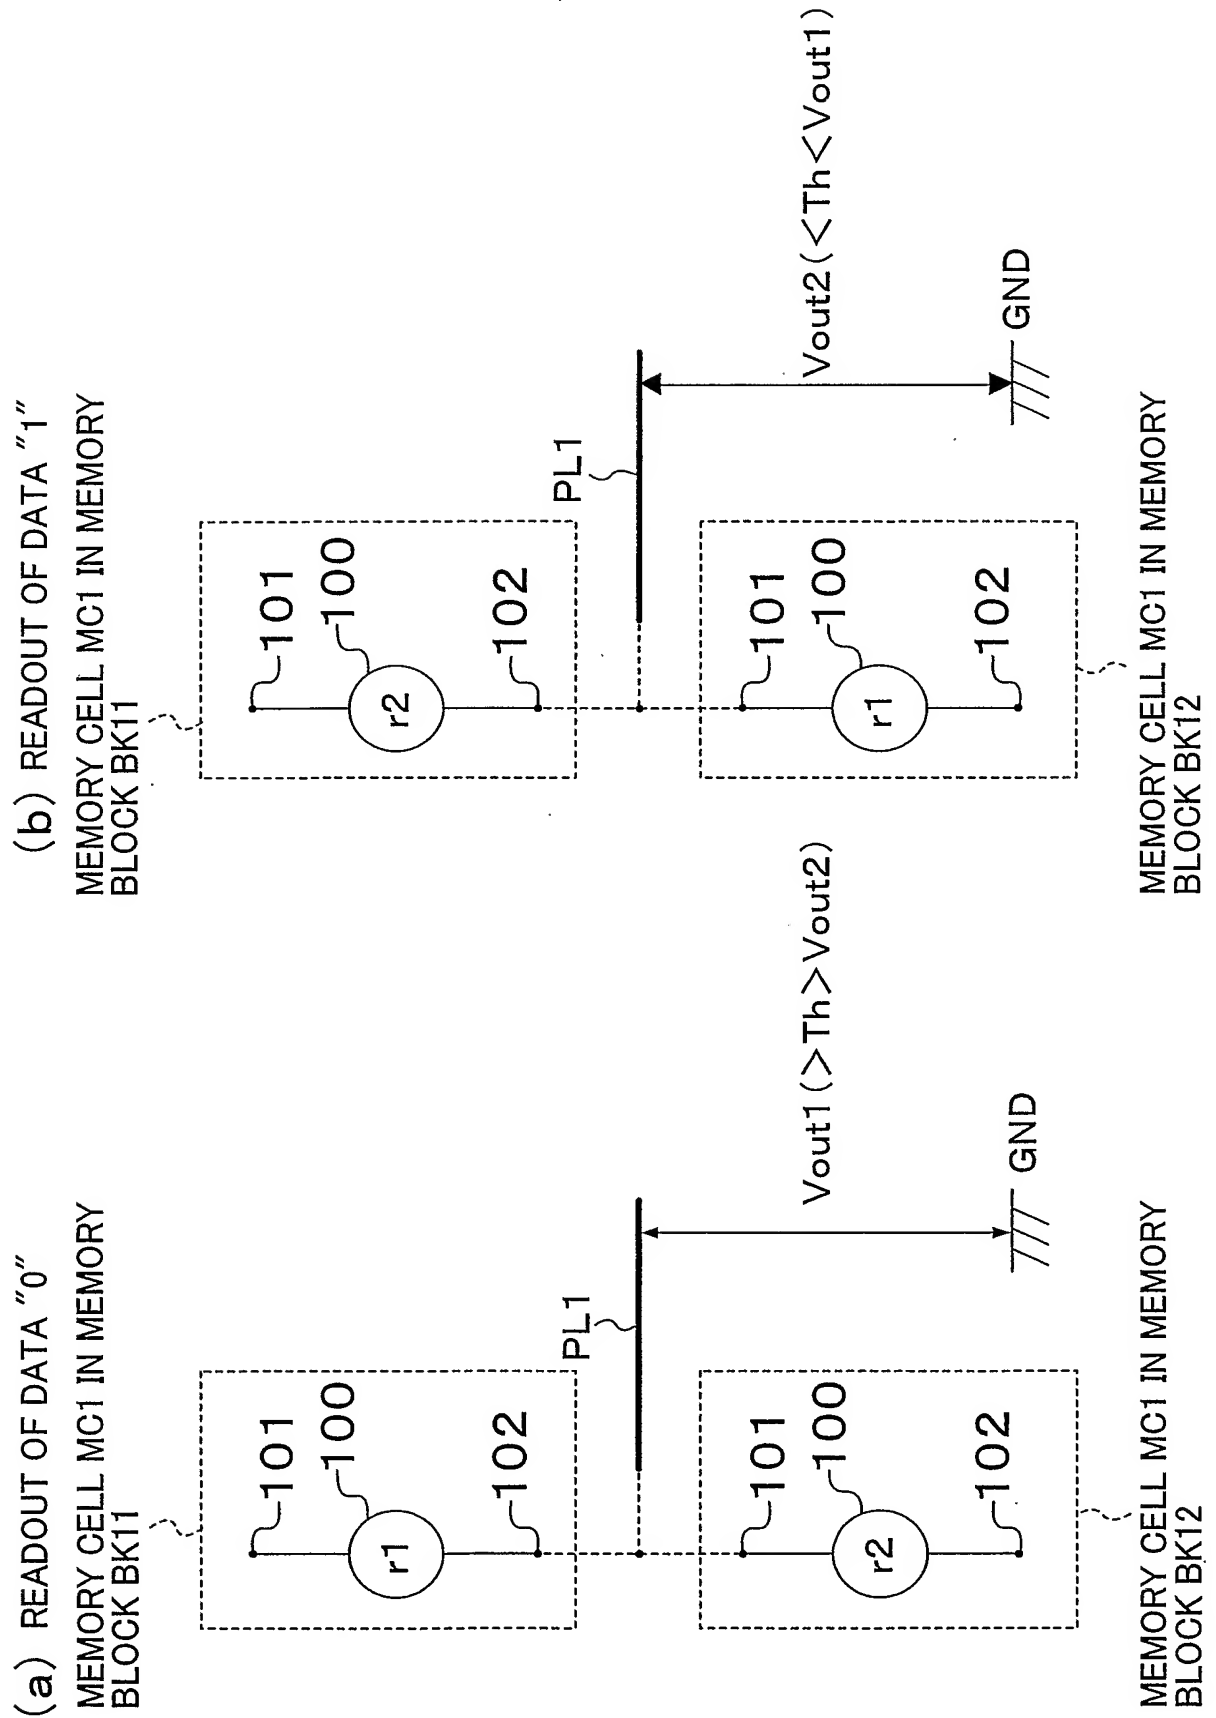 (a) READOUT OF DATA "0"
MEMORY CELL MC1 IN MEMORY
BLOCK BK11
101
100
r1
102
PL1
101
100
r2
102
Vout1(>Th>Vout2)
GND
MEMORY CELL MC1 IN MEMORY
BLOCK BK12
(b) READOUT OF DATA "1"
MEMORY CELL MC1 IN MEMORY
BLOCK BK11
101
100
r2
102
PL1
101
100
r1
102
Vout2(<Th<Vout1)
GND
MEMORY CELL MC1 IN MEMORY
BLOCK BK12